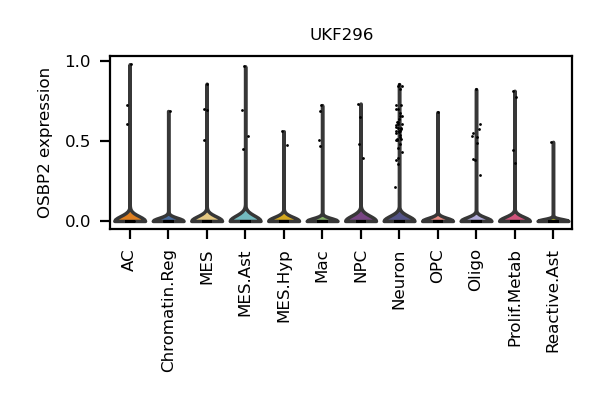 UKF296
OSBP2 expression
1.0
0.5
0.0
AC
Chromatin.Reg
MES
MES.Ast
MES.Hyp
Mac
NPC
Neuron
OPC
Oligo
Prolif.Metab
Reactive.Ast